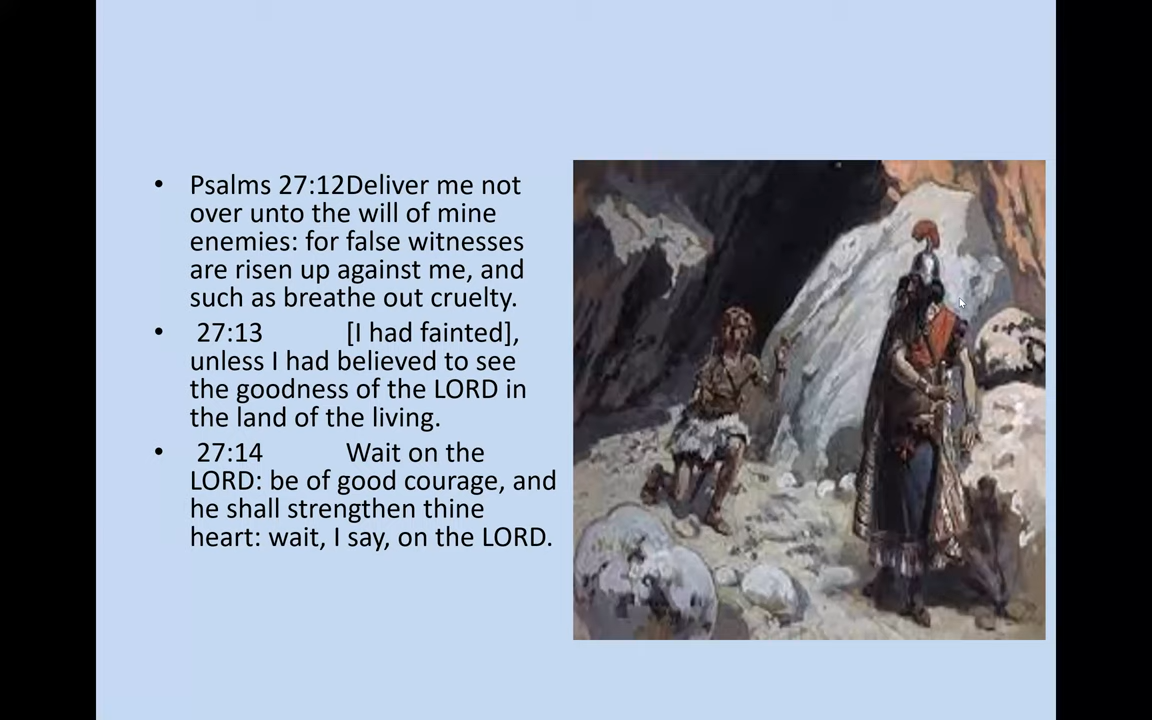 • Psalms 27:12Deliver me not
over unto the will of mine
enemies: for false witnesses
are risen up against me, and
such as breathe out cruelty.
• 27:13 [I had fainted],
unless I had believed to see
the goodness of the LORD in
the land of the living.
• 27:14 Wait on the
LORD: be of good courage, and
he shall strengthen thine
heart: wait, I say, on the LORD.